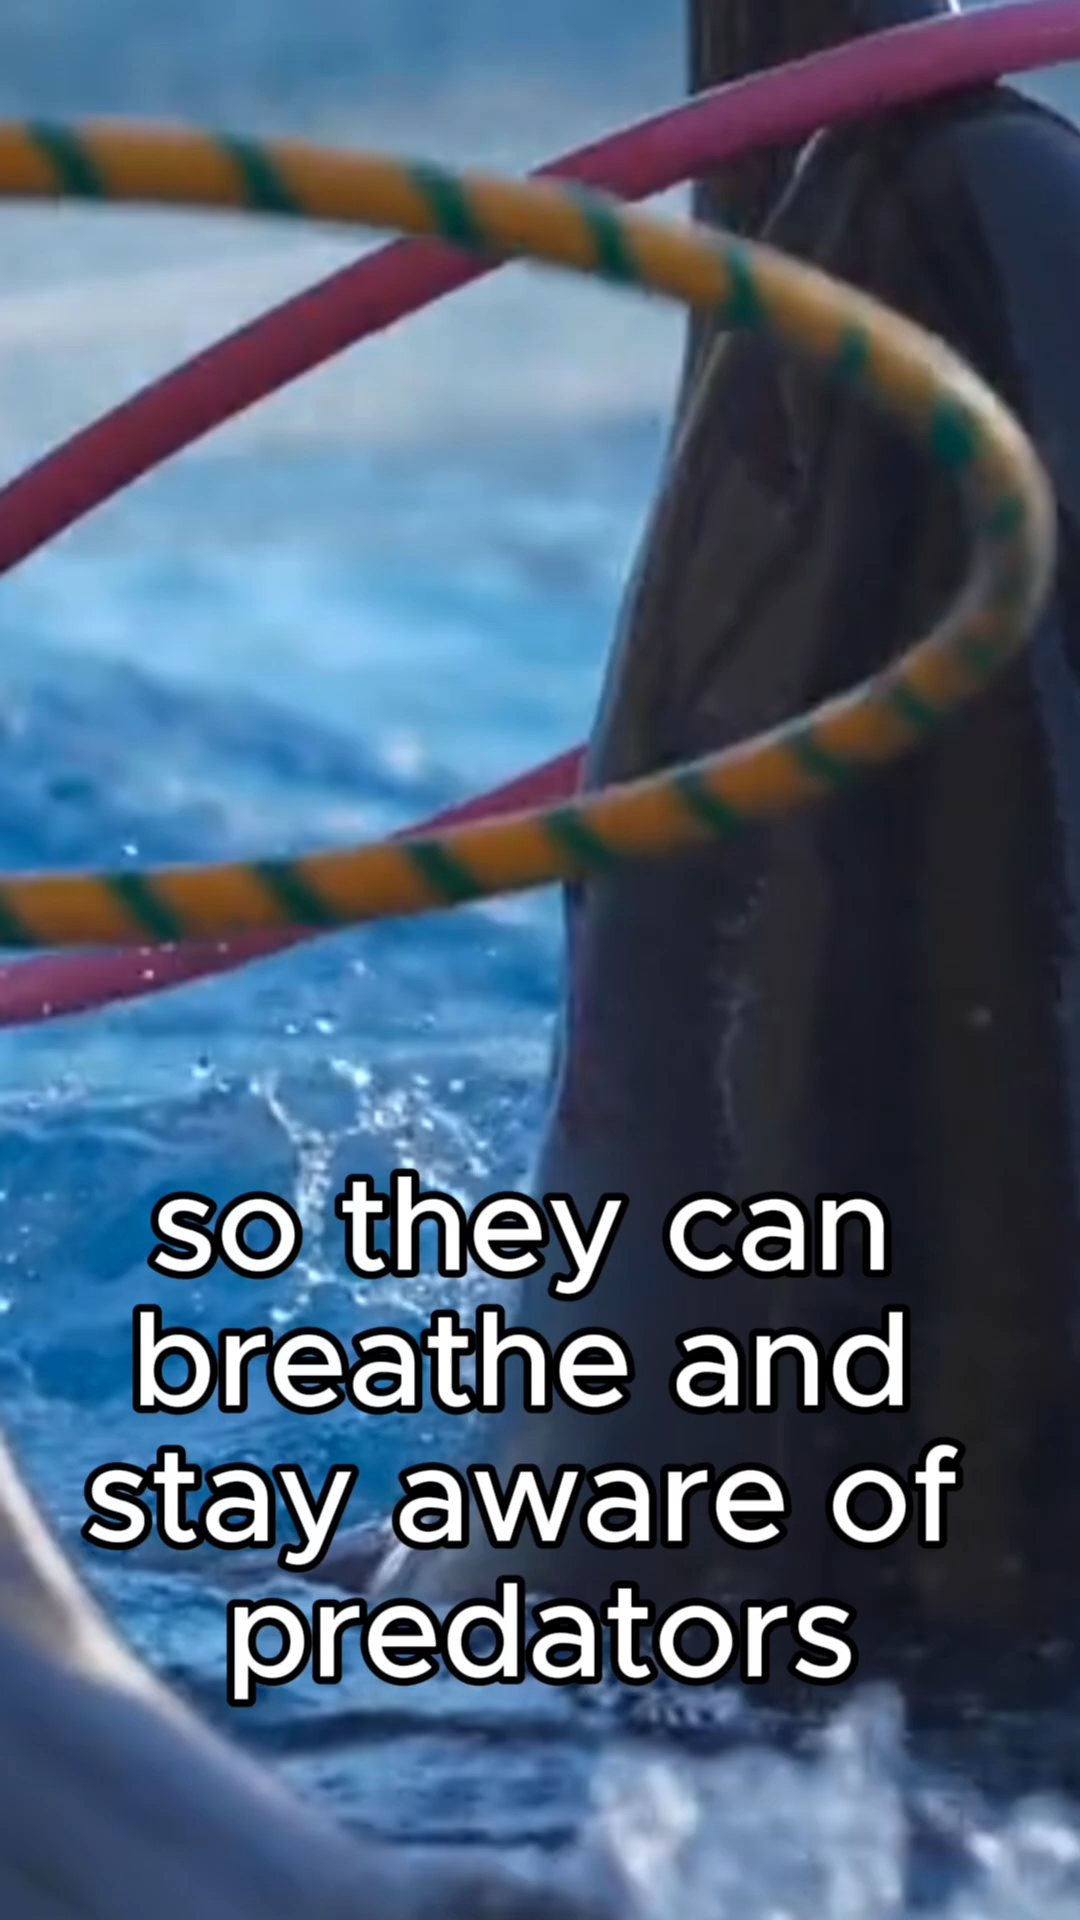 so they can
breathe and
stay aware of
predators